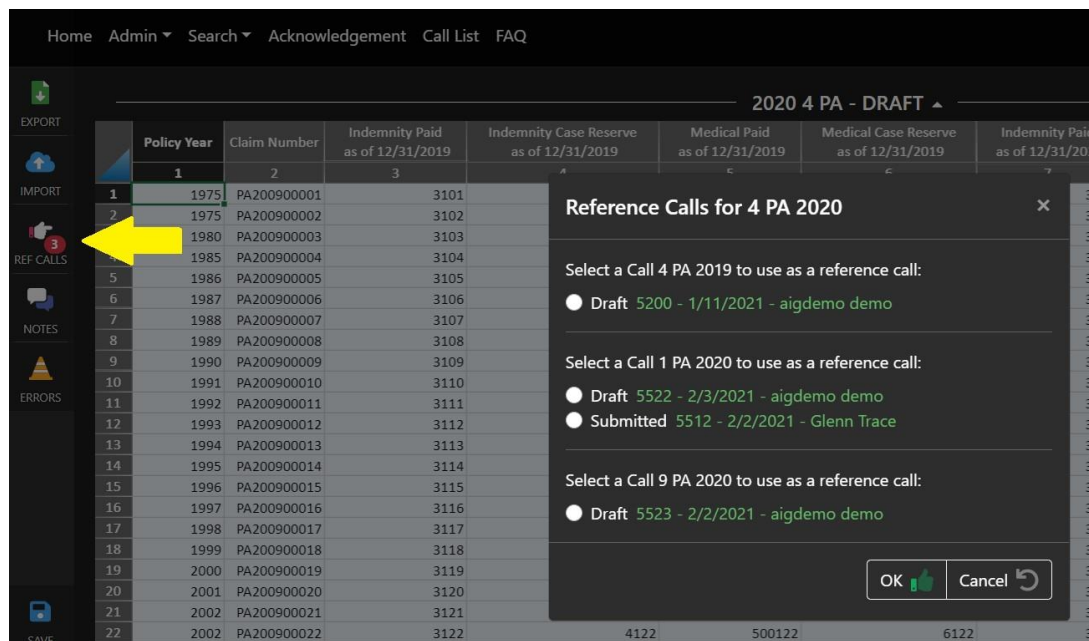 Home Admin Search Acknowledgement Call List FAQ
EXPORT
IMPORT
3
REF CALLS
NOTES
ERRORS
SAVE
2020 4 PA - DRAFT
Policy Year Claim Number Indemnity Paid Indemnity Case Reserve Medical Paid Medical Case Reserve Indemnity
as of 12/31/2019 as of 12/31/2019 as of 12/31/2019 as of 12/31/2019 as of
1 2 3
1 1975 PA200900001 3101
2 1975 PA200900002 3102
1980 PA200900003 3103
1985 PA200900004 3104
5 1986 PA200900005 3105
6 1987 PA200900006 3106
7 1988 PA200900007 3107
8 1989 PA200900008 3108
9 1990 PA200900009 3109
10 1991 PA200900010 3110
11 1992 PA200900011 3111
12 1993 PA200900012 3112
13 1994 PA200900013 3113
14 1995 PA200900014 3114
15 1996 PA200900015 3115
16 1997 PA200900016 3116
17 1998 PA200900017 3117
18 1999 PA200900018 3118
19 2000 PA200900019 3119
20 2001 PA200900020 3120
21 2002 PA200900021 3121
22 2002 PA200900022 3122 4122 500122 6122
Reference Calls for 4 PA 2020 ×
Select a Call 4 PA 2019 to use as a reference call:
Draft 5200 - 1/11/2021 - aigdemo demo
Select a Call 1 PA 2020 to use as a reference call:
Draft 5522 - 2/3/2021 - aigdemo demo
Submitted 5512 - 2/2/2021 - Glenn Trace
Select a Call 9 PA 2020 to use as a reference call:
Draft 5523 - 2/2/2021 - aigdemo demo
OK Cancel